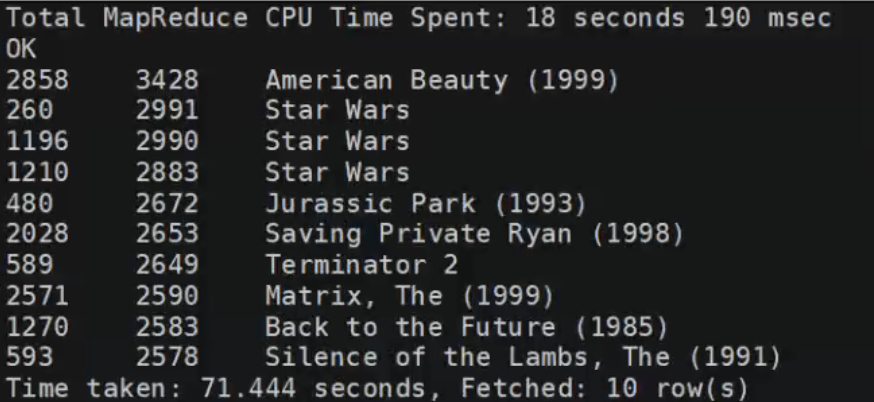 Total MapReduce CPU Time Spent: 18 seconds 190 msec
OK
2858 3428 American Beauty (1999)
260 2991 Star Wars
1196 2990 Star Wars
1210 2883 Star Wars
480 2672 Jurassic Park (1993)
2028 2653 Saving Private Ryan (1998)
589 2649 Terminator 2
2571 2590 Matrix, The (1999)
1270 2583 Back to the Future (1985)
593 2578 Silence of the Lambs, The (1991)
Time taken: 71.444 seconds, Fetched: 10 row(s)